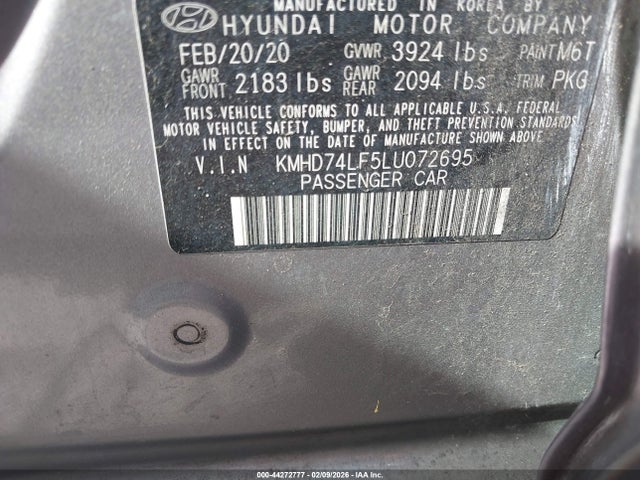 MANUFACTURED IN KOREA BY
HYUNDAI MOTOR COMPANY
FEB/20/20 GVWR 3924 lbs PAINT M6T
GAWR FRONT 2183 lbs GAWR REAR 2094 lbs TRIM PKG
THIS VEHICLE CONFORMS TO ALL APPLICABLE U.S.A. FEDERAL
MOTOR VEHICLE SAFETY, BUMPER, AND THEFT PREVENTION STANDARDS
IN EFFECT ON THE DATE OF MANUFACTURE SHOWN ABOVE.
V.I.N KMHD74LF5LU072695
PASSENGER CAR
000-44272777 - 02/09/2026 - IAA Inc.